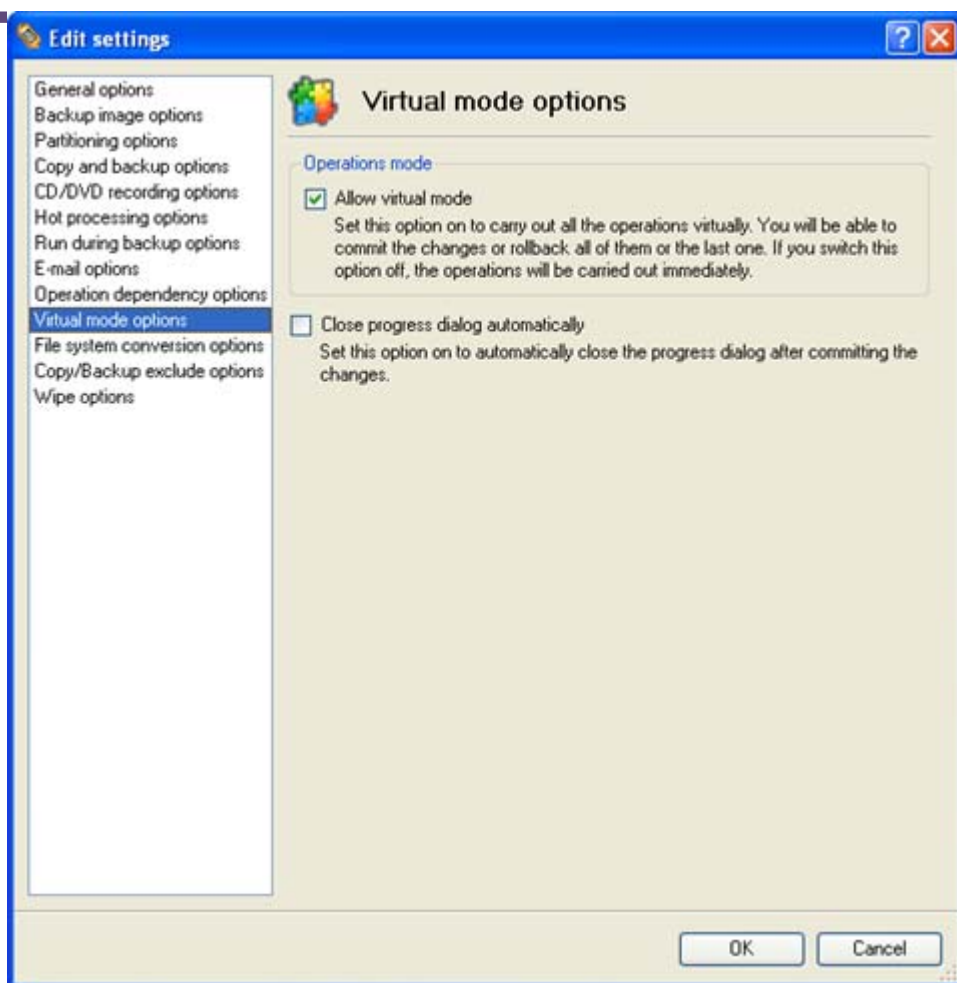 Edit settings
General options
Backup image options
Partitioning options
Copy and backup options
CD/DVD recording options
Hot processing options
Run during backup options
E-mail options
Operation dependency options
Virtual mode options
File system conversion options
Copy/Backup exclude options
Wipe options
Virtual mode options
Operations mode
Allow virtual mode
Set this option on to carry out all the operations virtually. You will be able to
commit the changes or rollback all of them or the last one. If you switch this
option off, the operations will be carried out immediately.
Close progress dialog automatically
Set this option on to automatically close the progress dialog after committing the
changes.
OK
Cancel